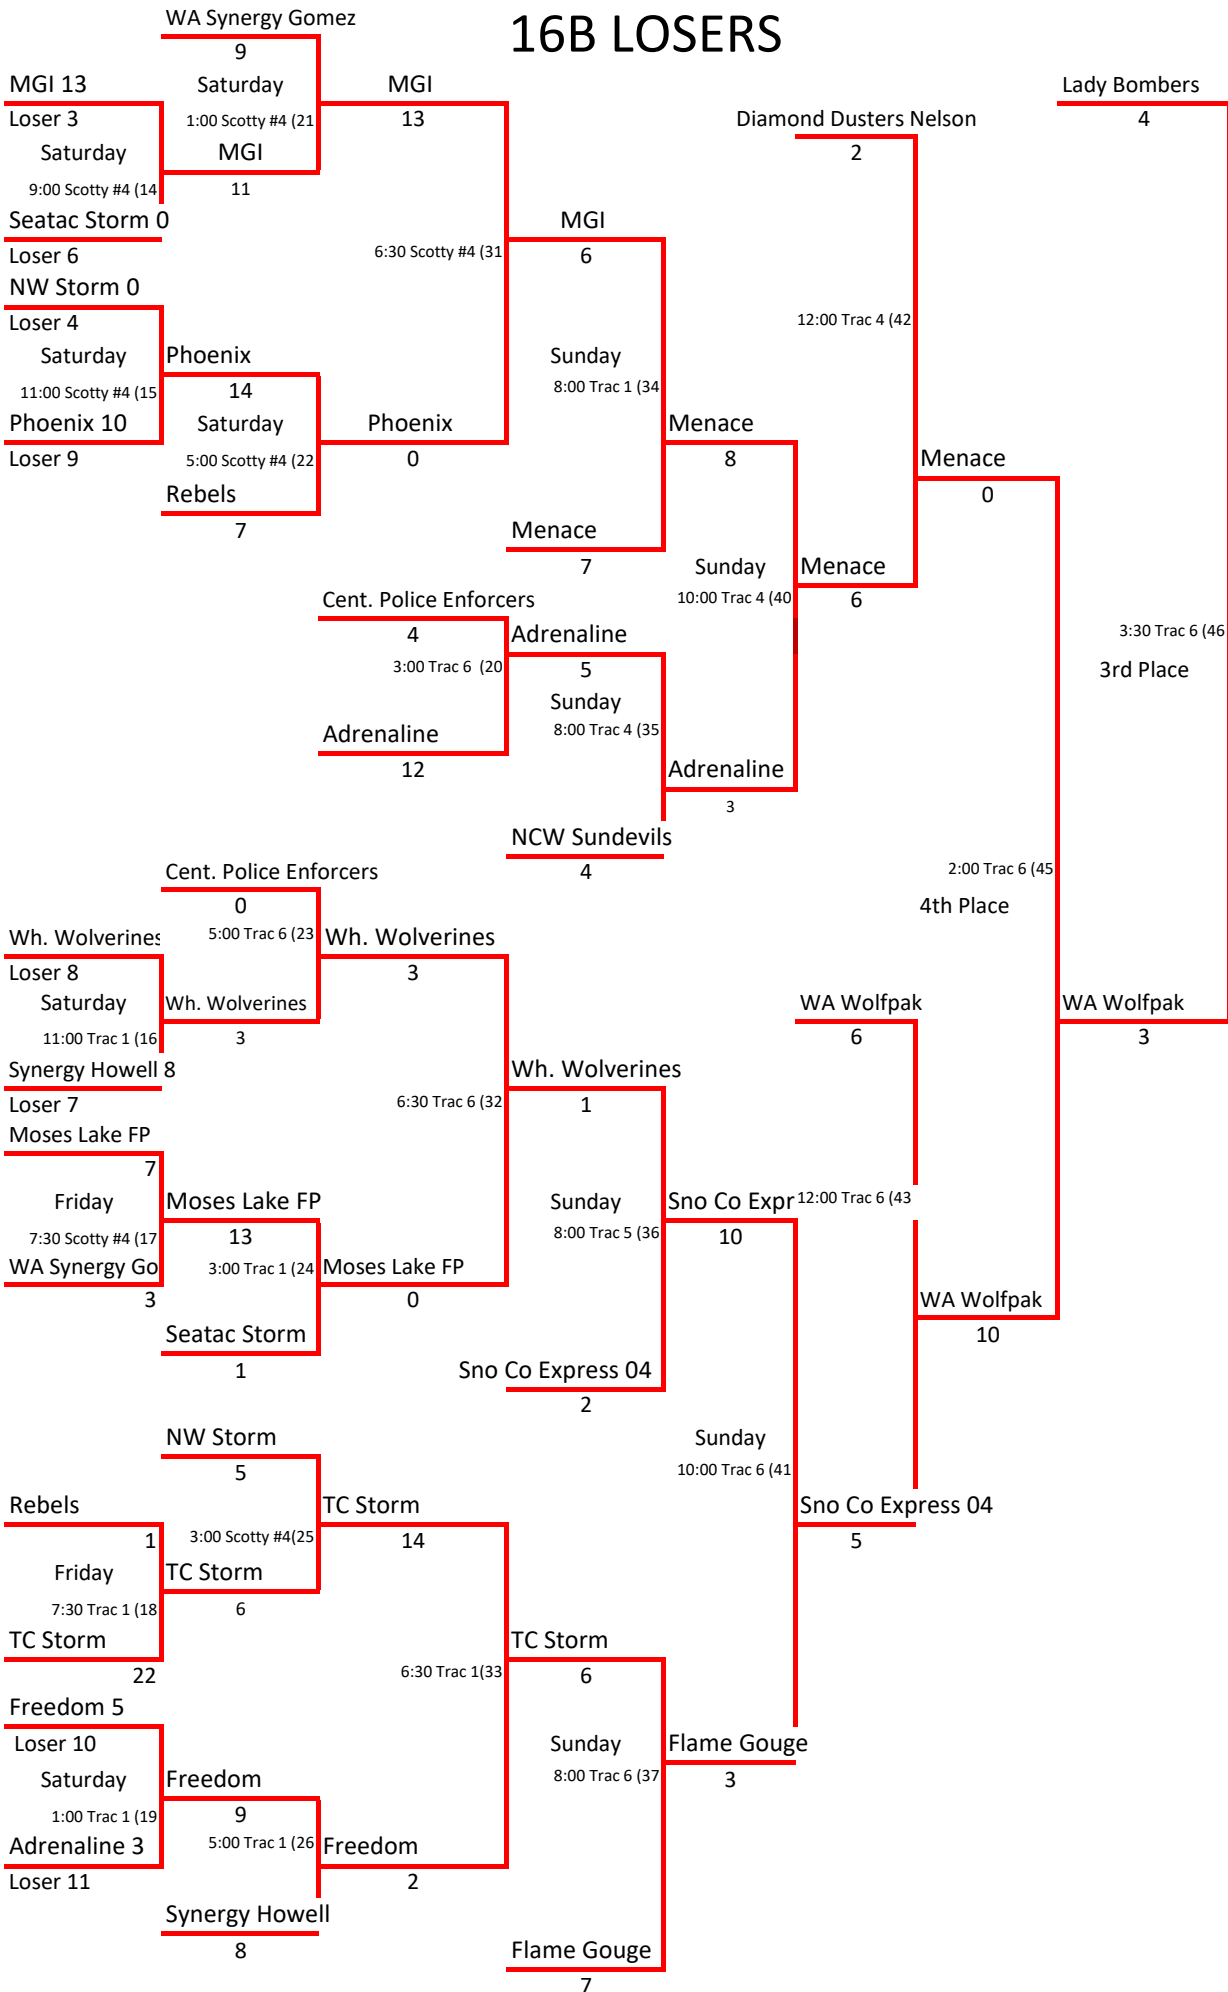 WA Synergy Gomez
16B LOSERS
9
MGI 13
Saturday
MGI
Lady Bombers
Loser 3
1:00 Scotty #4 (21
13
Diamond Dusters Nelson
4
Saturday
MGI
2
9:00 Scotty #4 (14
11
Seatac Storm 0
MGI
Loser 6
6:30 Scotty #4 (31
6
NW Storm 0
Loser 4
12:00 Trac 4 (42
Saturday
Phoenix
Sunday
11:00 Scotty #4 (15
14
8:00 Trac 1 (34
Phoenix 10
Saturday
Phoenix
Menace
Loser 9
5:00 Scotty #4 (22
0
8
Menace
Rebels
0
7
Menace
7
Sunday
Menace
Cent. Police Enforcers
10:00 Trac 4 (40
6
4
Adrenaline
3:30 Trac 6 (46
3:00 Trac 6 (20
5
3rd Place
Sunday
Adrenaline
8:00 Trac 4 (35
12
Adrenaline
3
NCW Sundevils
Cent. Police Enforcers
4
2:00 Trac 6 (45
0
4th Place
Wh. Wolverines
5:00 Trac 6 (23
Wh. Wolverines
Loser 8
3
Saturday
Wh. Wolverines
WA Wolfpak
WA Wolfpak
11:00 Trac 1 (16
3
6
3
Synergy Howell 8
Wh. Wolverines
Loser 7
6:30 Trac 6 (32
1
Moses Lake FP
7
Friday
Moses Lake FP
Sunday
Sno Co Expr
12:00 Trac 6 (43
7:30 Scotty #4 (17
13
8:00 Trac 5 (36
10
WA Synergy Go
3:00 Trac 1 (24
Moses Lake FP
3
0
WA Wolfpak
Seatac Storm
10
1
Sno Co Express 04
2
NW Storm
Sunday
5
10:00 Trac 6 (41
Rebels
TC Storm
Sno Co Express 04
1
3:00 Scotty #4(25
14
5
Friday
TC Storm
7:30 Trac 1 (18
6
TC Storm
TC Storm
22
6:30 Trac 1(33
6
Freedom 5
Loser 10
Sunday
Flame Gouge
Saturday
Freedom
8:00 Trac 6 (37
3
1:00 Trac 1 (19
9
Adrenaline 3
5:00 Trac 1 (26
Freedom
Loser 11
2
Synergy Howell
8
Flame Gouge
7